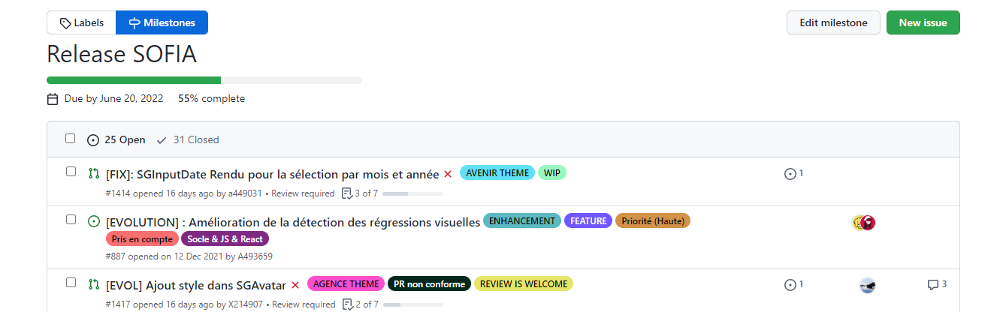 Labels Milestones Edit milestone New issue
Release SOFIA
Due by June 20, 2022 55% complete
25 Open 31 Closed
[FIX]: SGInputDate Rendu pour la sélection par mois et année AVENIR THEME WIP 1
#1414 opened 16 days ago by a449031 • Review required 3 of 7
[EVOLUTION] : Amélioration de la détection des régressions visuelles ENHANCEMENT FEATURE Priorité (Haute)
Pris en compte Socle & JS & React
#887 opened on 12 Dec 2021 by A493659
[EVOL] Ajout style dans SGAvatar AGENCE THEME PR non conforme REVIEW IS WELCOME 1 3
#1417 opened 16 days ago by X214907 • Review required 2 of 7